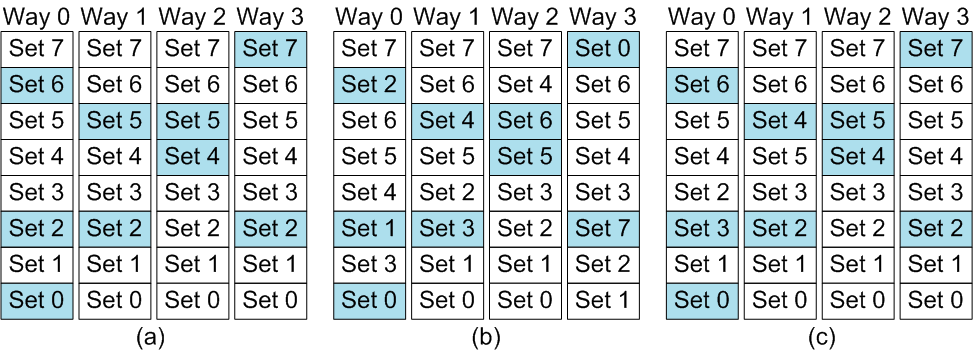 Way 0 Way 1 Way 2 Way 3 Way 0 Way 1 Way 2 Way 3 Way 0 Way 1 Way 2 Way 3
Set 7 Set 7 Set 7 Set 7 Set 7 Set 7 Set 7 Set 0 Set 7 Set 7 Set 7 Set 7
Set 6 Set 6 Set 6 Set 6 Set 2 Set 6 Set 4 Set 6 Set 6 Set 6 Set 6 Set 6
Set 5 Set 5 Set 5 Set 5 Set 6 Set 4 Set 6 Set 5 Set 5 Set 4 Set 5 Set 5
Set 4 Set 4 Set 4 Set 4 Set 5 Set 5 Set 5 Set 4 Set 4 Set 5 Set 4 Set 4
Set 3 Set 3 Set 3 Set 3 Set 4 Set 2 Set 3 Set 3 Set 2 Set 3 Set 3 Set 3
Set 2 Set 2 Set 2 Set 2 Set 1 Set 3 Set 2 Set 7 Set 3 Set 2 Set 2 Set 2
Set 1 Set 1 Set 1 Set 1 Set 3 Set 1 Set 1 Set 2 Set 1 Set 1 Set 1 Set 1
Set 0 Set 0 Set 0 Set 0 Set 0 Set 0 Set 0 Set 1 Set 0 Set 0 Set 0 Set 0
(a) (b) (c)